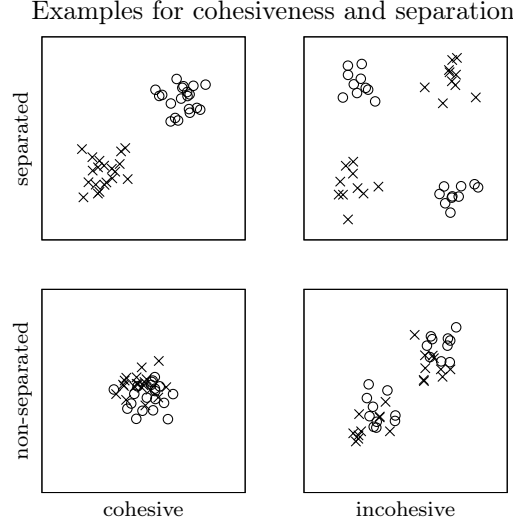 Examples for cohesiveness and separation
separated
non-separated
cohesive
incohesive